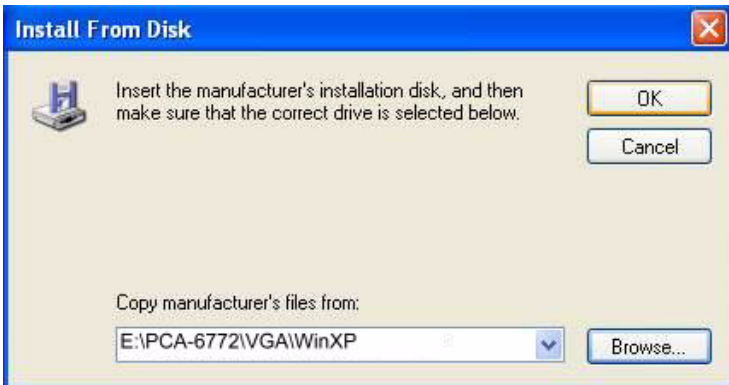 Install From Disk
Insert the manufacturer's installation disk, and then
make sure that the correct drive is selected below.
OK
Cancel
Copy manufacturer's files from:
E:\PCA-6772\VGA\WinXP
Browse...